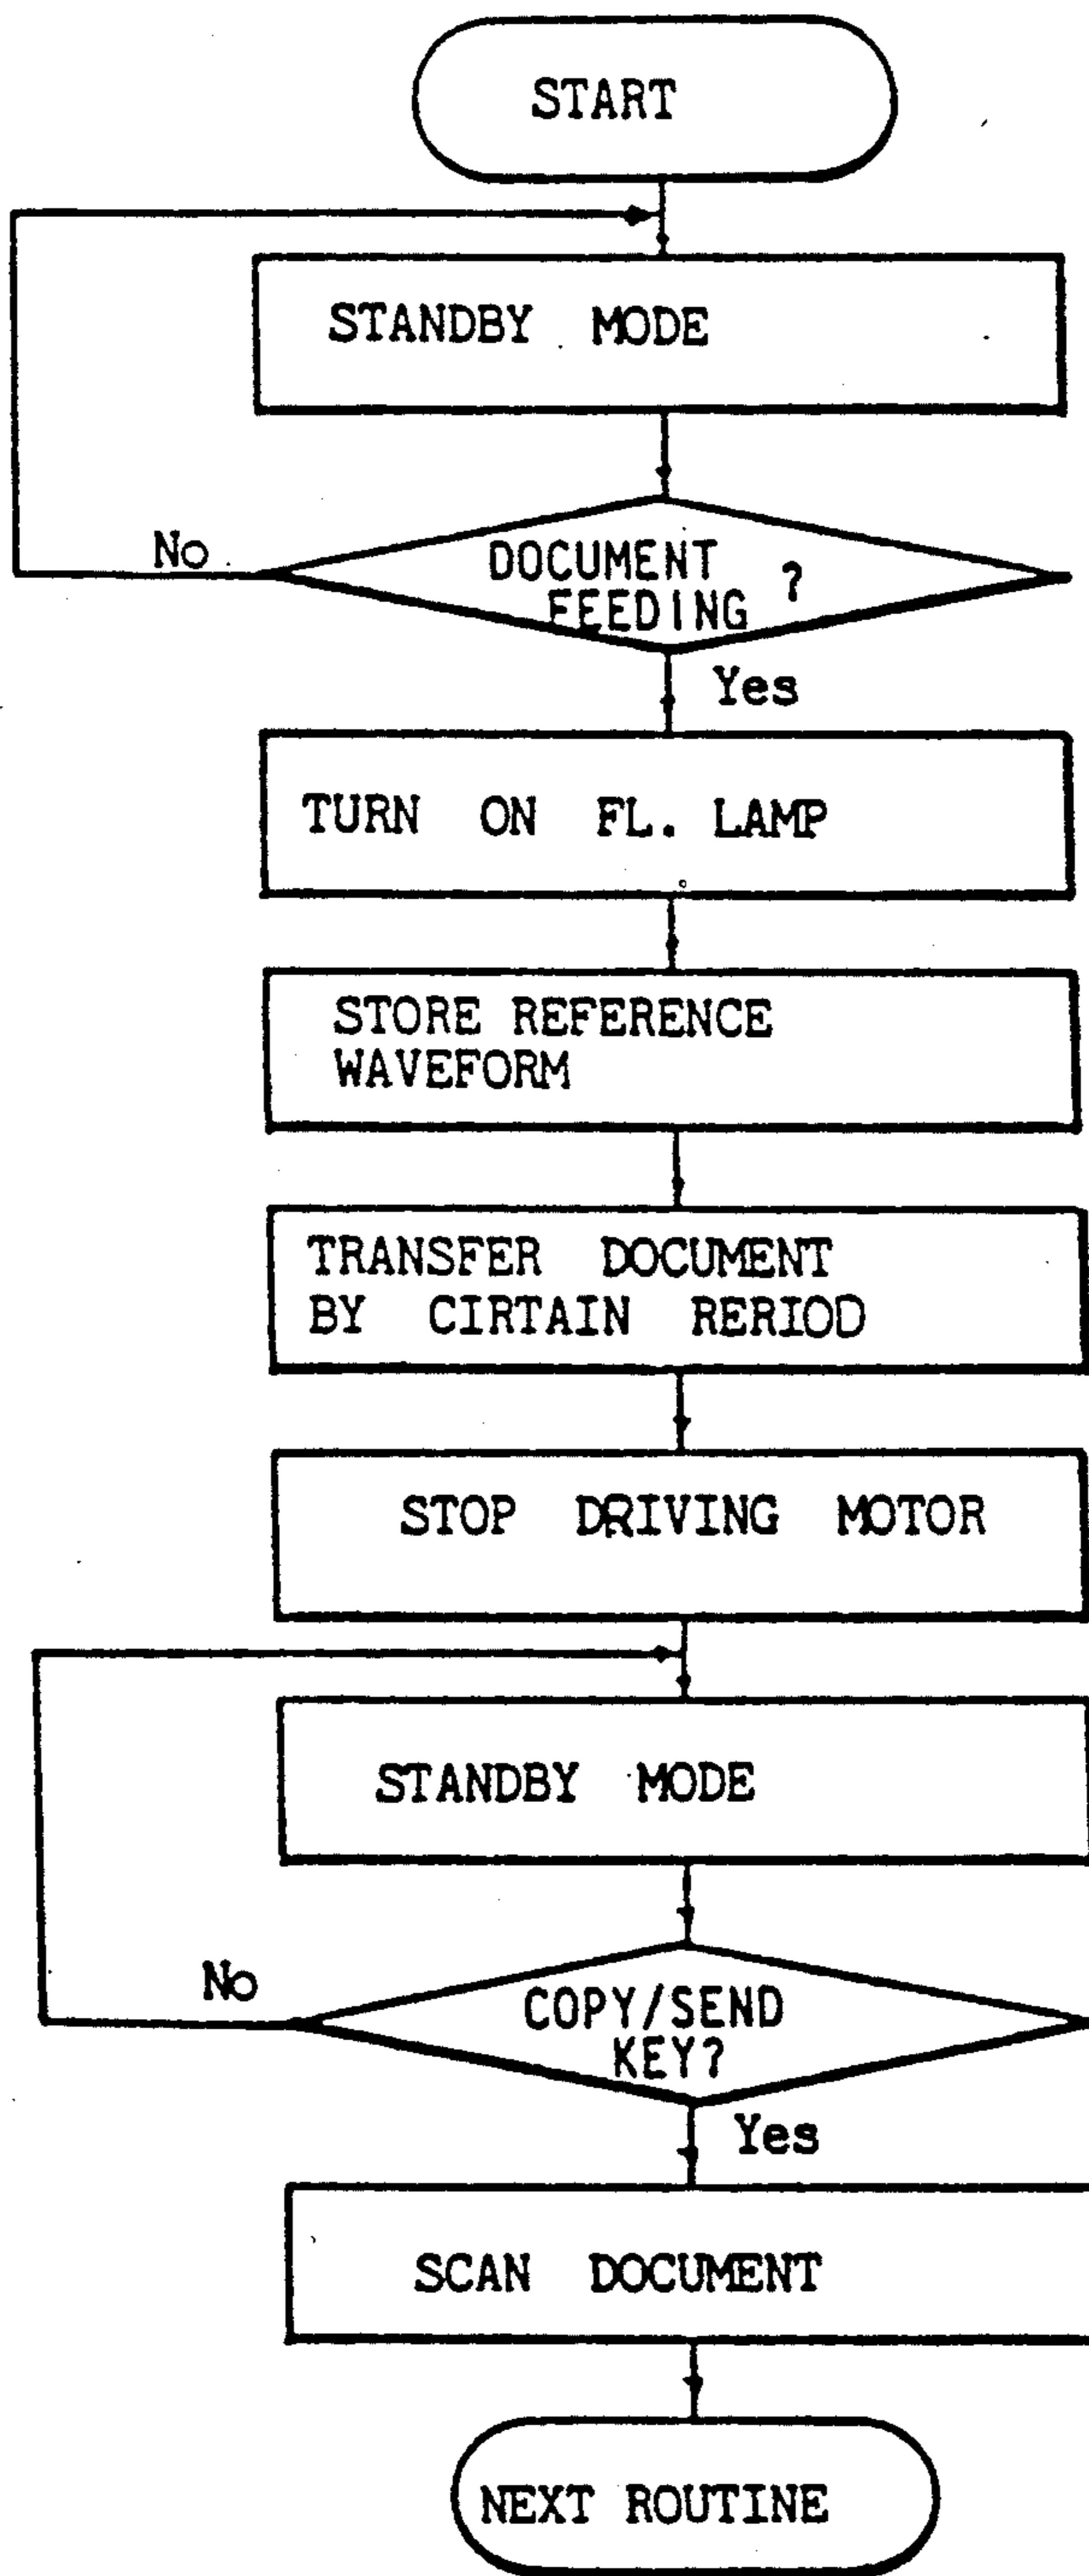 START
STANDBY MODE
No
DOCUMENT
FEEDING ?
Yes
TURN ON FL. LAMP
STORE REFERENCE
WAVEFORM
TRANSFER DOCUMENT
BY CIRTAIN RERIOD
STOP DRIVING MOTOR
STANDBY MODE
No
COPY/SEND
KEY?
Yes
SCAN DOCUMENT
NEXT ROUTINE